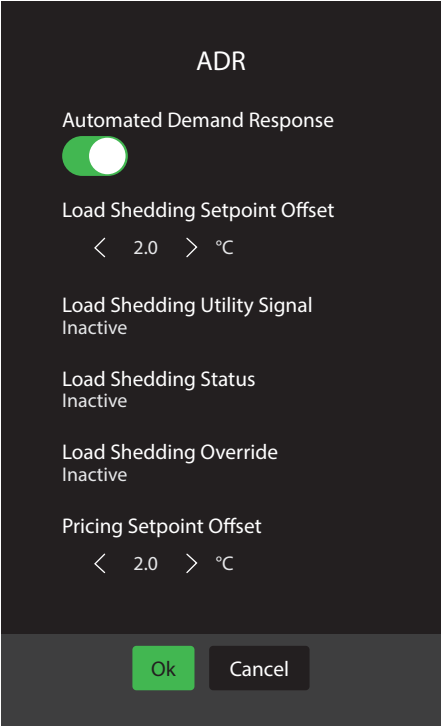 ADR
Automated Demand Response
Load Shedding Setpoint Offset
2.0 °C
Load Shedding Utility Signal
Inactive
Load Shedding Status
Inactive
Load Shedding Override
Inactive
Pricing Setpoint Offset
2.0 °C
Ok Cancel